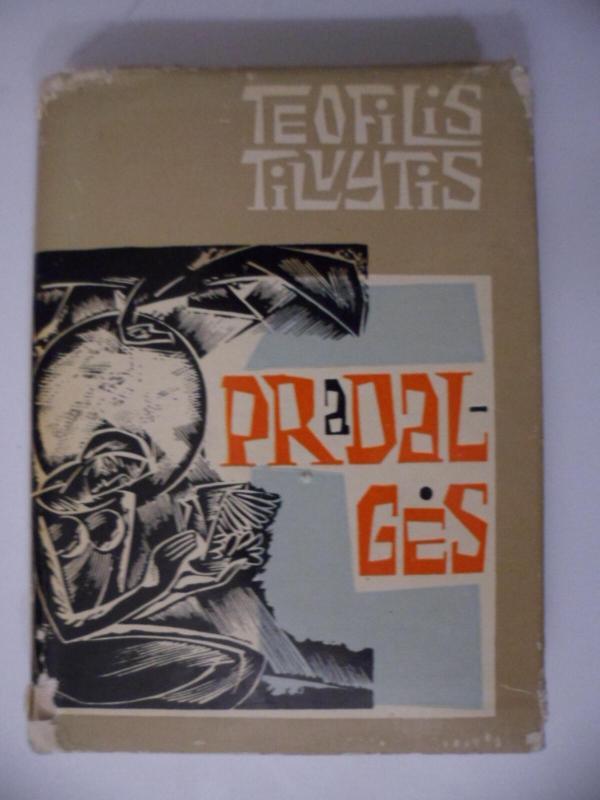 TEOFILIS
TILVYTIS
PRaDaL-
GĖS